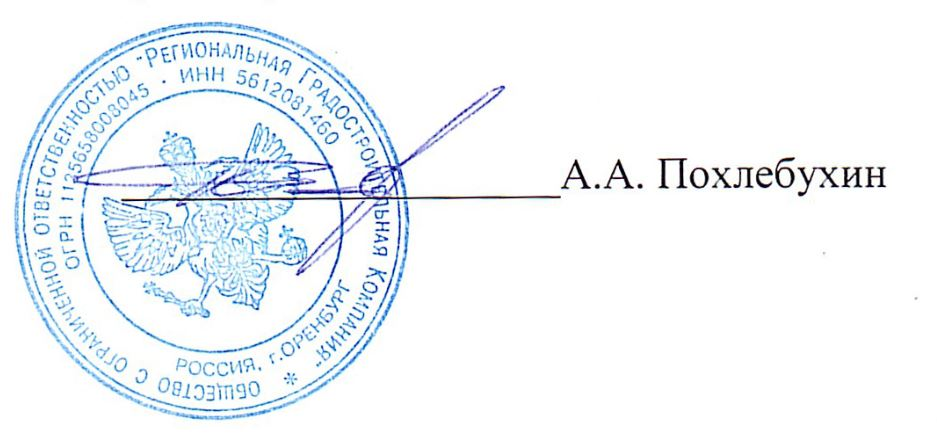 ОБЩЕСТВО С ОГРАНИЧЕННОЙ ОТВЕТСТВЕННОСТЬЮ "РЕГИОНАЛЬНАЯ ГРАДОСТРОИТЕЛЬНАЯ КОМПАНИЯ" *
ОГРН 1125658008045 · ИНН 5612081460
РОССИЯ, г.ОРЕНБУРГ
А.А. Похлебухин